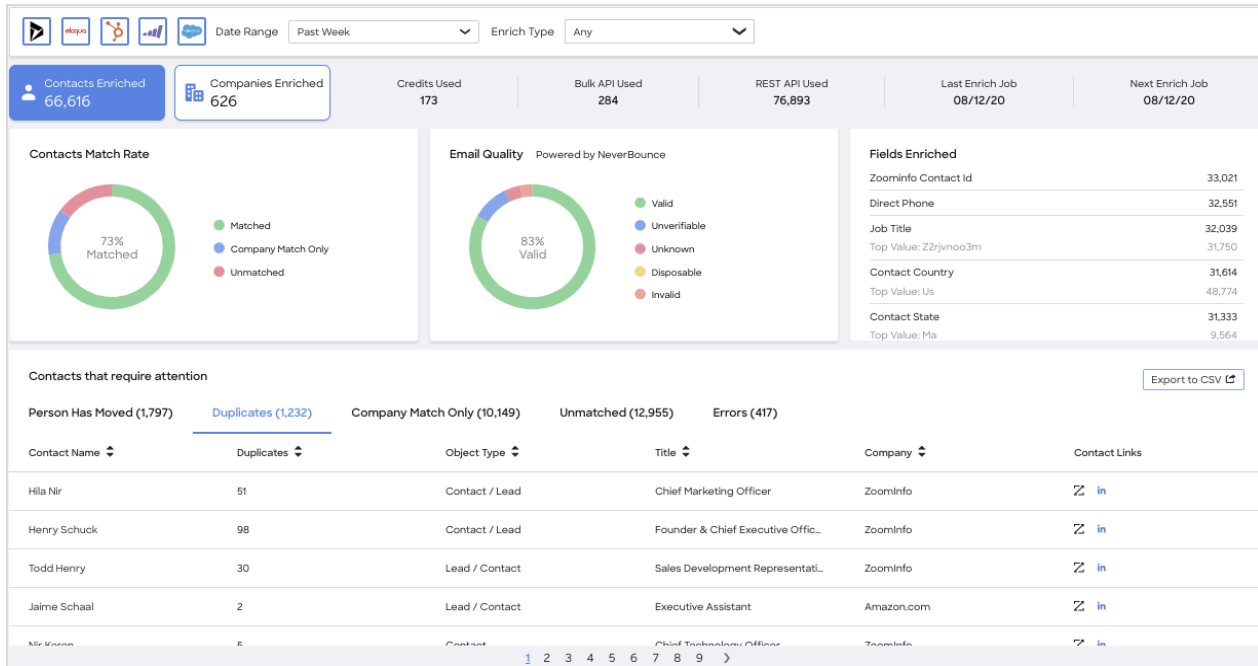 eloqua Date Range Past Week Enrich Type Any
Contacts Enriched Companies Enriched Credits Used Bulk API Used REST API Used Last Enrich Job Next Enrich Job
66,616 626 173 284 76,893 08/12/20 08/12/20
Contacts Match Rate
73%
Matched
Matched
Company Match Only
Unmatched
Email Quality Powered by NeverBounce
83%
Valid
Valid
Unverifiable
Unknown
Disposable
Invalid
Fields Enriched
Zoominfo Contact Id 33,021
Direct Phone 32,551
Job Title 32,039
Top Value: Z2rjvnoo3m 31,750
Contact Country 31,614
Top Value: Us 48,774
Contact State 31,333
Top Value: Ma 9,564
Contacts that require attention Export to CSV
Person Has Moved (1,797) Duplicates (1,232) Company Match Only (10,149) Unmatched (12,955) Errors (417)
Contact Name Duplicates Object Type Title Company Contact Links
Hila Nir 51 Contact / Lead Chief Marketing Officer ZoomInfo Z in
Henry Schuck 98 Contact / Lead Founder & Chief Executive Offic... ZoomInfo Z in
Todd Henry 30 Lead / Contact Sales Development Representati... ZoomInfo Z in
Jaime Schaal 2 Lead / Contact Executive Assistant Amazon.com Z in
Nir Keren 5 Contact Chief Technology Officer ZoomInfo Z in
1 2 3 4 5 6 7 8 9 >